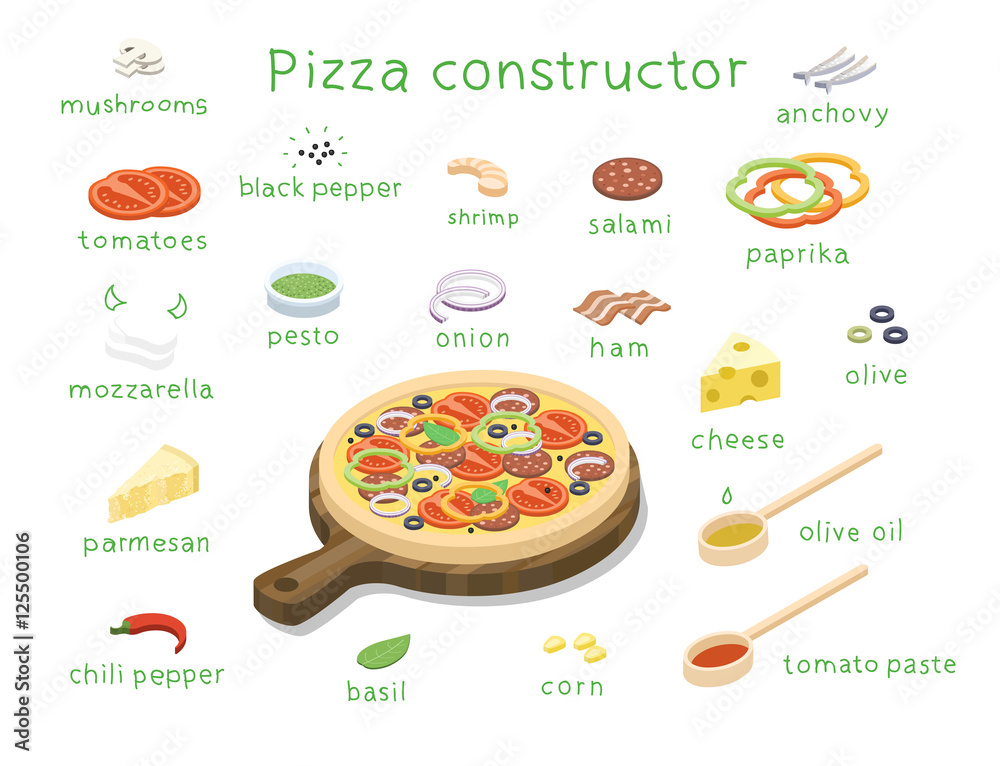 Pizza constructor
mushrooms
anchovy
black pepper
shrimp
salami
tomatoes
paprika
pesto
onion
ham
mozzarella
olive
cheese
parmesan
olive oil
chili pepper
basil
corn
tomato paste
Adobe Stock | #125500106